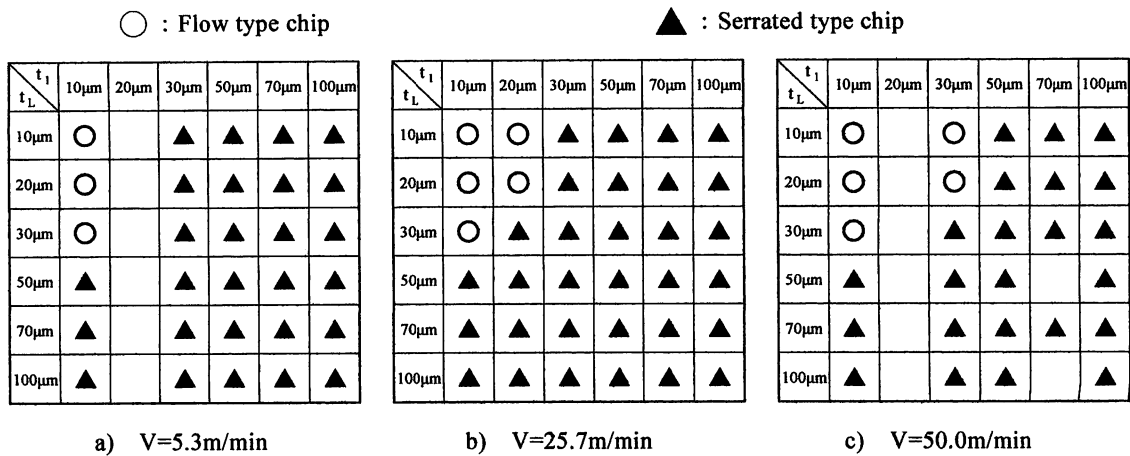 ○ : Flow type chip ▲ : Serrated type chip
t1 10μm 20μm 30μm 50μm 70μm 100μm
tL
10μm ○ ▲ ▲ ▲ ▲
20μm ○ ▲ ▲ ▲ ▲
30μm ○ ▲ ▲ ▲ ▲
50μm ▲ ▲ ▲ ▲ ▲
70μm ▲ ▲ ▲ ▲ ▲
100μm ▲ ▲ ▲ ▲ ▲
a) V=5.3m/min
t1 10μm 20μm 30μm 50μm 70μm 100μm
tL
10μm ○ ○ ▲ ▲ ▲ ▲
20μm ○ ○ ▲ ▲ ▲ ▲
30μm ○ ▲ ▲ ▲ ▲ ▲
50μm ▲ ▲ ▲ ▲ ▲ ▲
70μm ▲ ▲ ▲ ▲ ▲ ▲
100μm ▲ ▲ ▲ ▲ ▲ ▲
b) V=25.7m/min
t1 10μm 20μm 30μm 50μm 70μm 100μm
tL
10μm ○ ○ ▲ ▲ ▲
20μm ○ ○ ▲ ▲ ▲
30μm ○ ▲ ▲ ▲ ▲
50μm ▲ ▲ ▲ ▲
70μm ▲ ▲ ▲ ▲ ▲
100μm ▲ ▲ ▲ ▲
c) V=50.0m/min